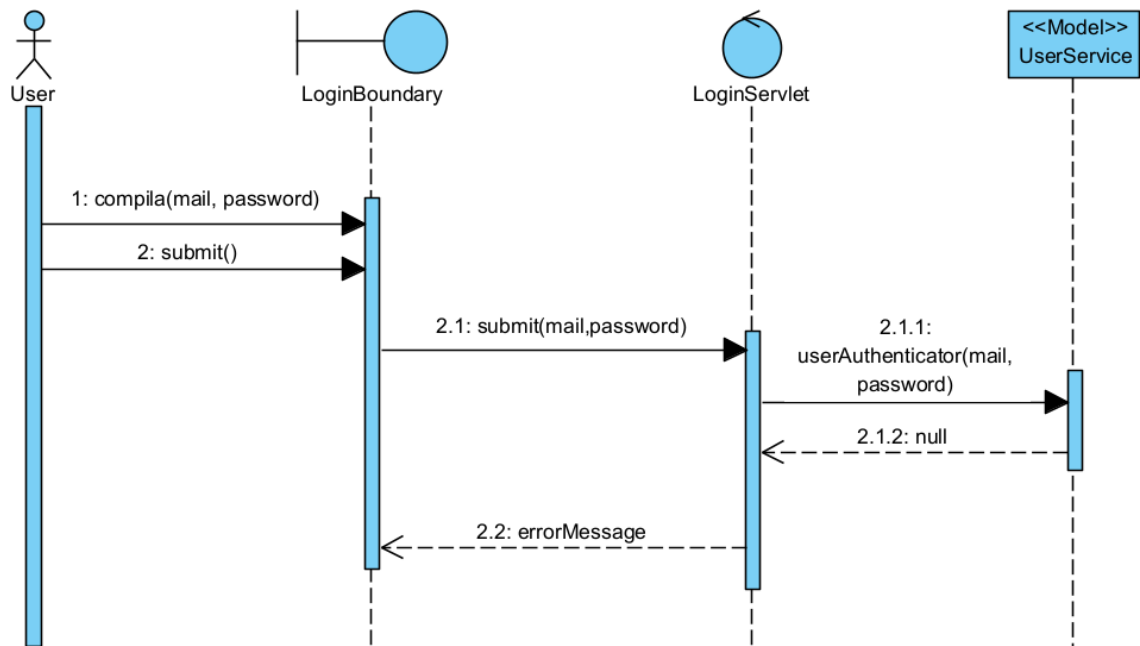 <<Model>>
UserService
User
LoginBoundary
LoginServlet
1: compila(mail, password)
2: submit()
2.1: submit(mail,password)
2.1.1:
userAuthenticator(mail,
password)
2.1.2: null
2.2: errorMessage